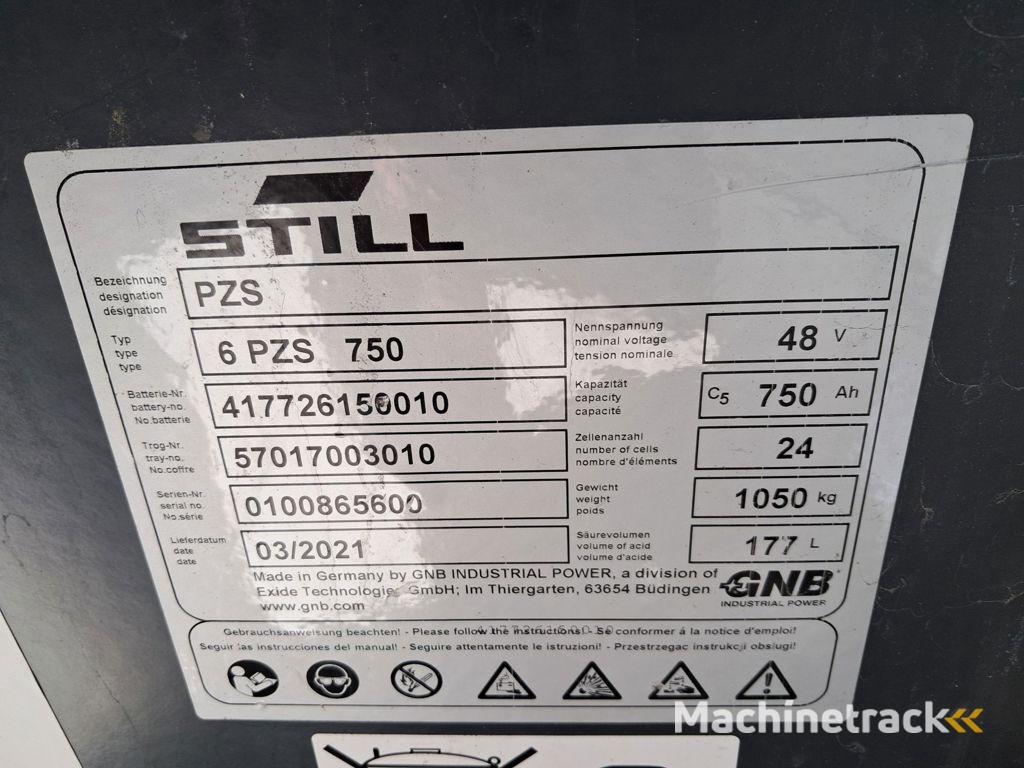 STILL
Bezeichnung
designation
désignation
PZS
Typ
type
type
6 PZS 750
Nennspannung
nominal voltage
tension nominale
48 V
Batterie-Nr.
battery-no.
No.batterie
417726150010
Kapazität
capacity
capacité
C5 750 Ah
Trog-Nr.
tray-no.
No.coffre
57017003010
Zellenanzahl
number of cells
nombre d'éléments
24
Serien-Nr.
serial no.
No.série
0100865600
Gewicht
weight
poids
1050 kg
Lieferdatum
date
date
03/2021
Säurevolumen
volume of acid
volume d'acide
177 L
Made in Germany by GNB INDUSTRIAL POWER, a division of
Exide Technologies GmbH; Im Thiergarten, 63654 Büdingen
www.gnb.com
GNB
INDUSTRIAL POWER
Gebrauchsanweisung beachten! - Please follow the instructions! - Se conformer á la notice d'emploi!
Seguir las instrucciones del manual! - Seguire attentamente le istruzioni! - Przestrzegac instrukcji obslugi!
Machinetrack